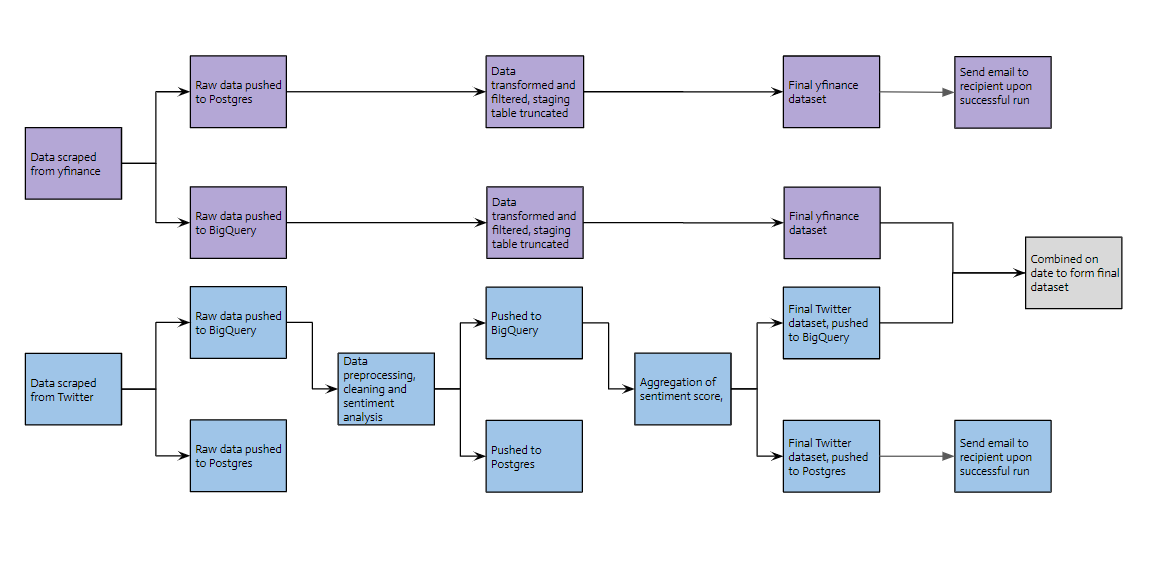 Data scraped
from yfinance
Raw data pushed
to Postgres
Data
transformed and
filtered, staging
table truncated
Final yfinance
dataset
Send email to
recipient upon
successful run
Raw data pushed
to BigQuery
Data
transformed and
filtered, staging
table truncated
Final yfinance
dataset
Combined on
date to form final
dataset
Data scraped
from Twitter
Raw data pushed
to BigQuery
Data
preprocessing,
cleaning and
sentiment
analysis
Pushed to
BigQuery
Aggregation of
sentiment score,
Final Twitter
dataset, pushed
to BigQuery
Raw data pushed
to Postgres
Pushed to
Postgres
Final Twitter
dataset, pushed
to Postgres
Send email to
recipient upon
successful run